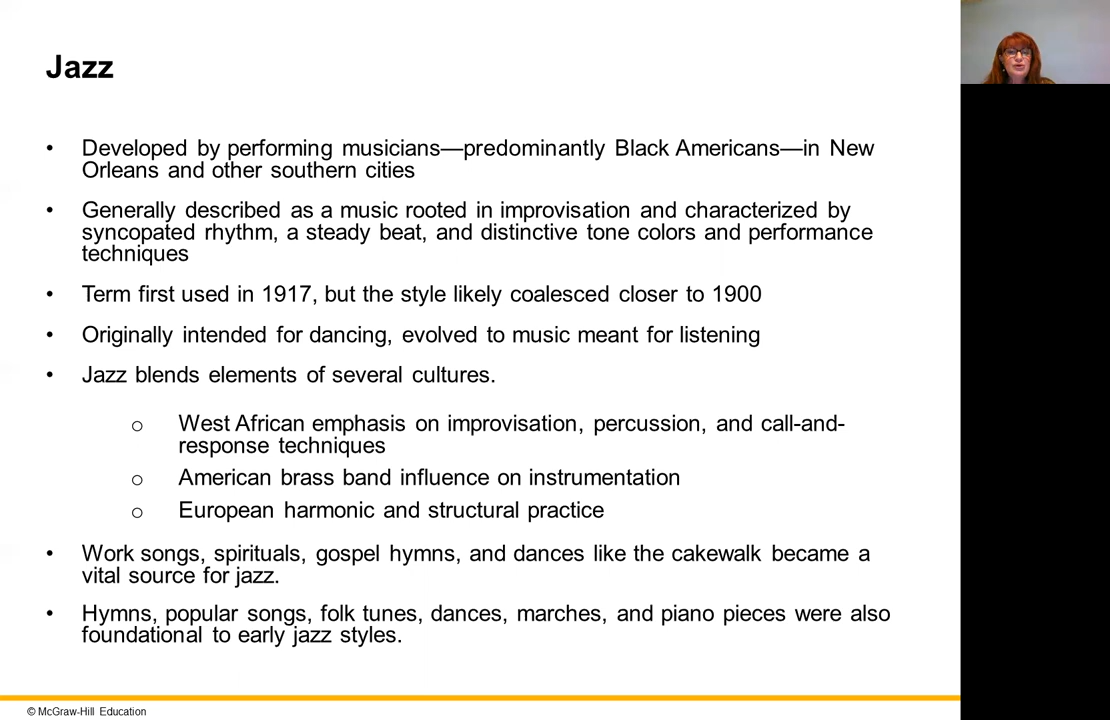 Jazz
• Developed by performing musicians—predominantly Black Americans—in New
Orleans and other southern cities
• Generally described as a music rooted in improvisation and characterized by
syncopated rhythm, a steady beat, and distinctive tone colors and performance
techniques
• Term first used in 1917, but the style likely coalesced closer to 1900
• Originally intended for dancing, evolved to music meant for listening
• Jazz blends elements of several cultures.
o West African emphasis on improvisation, percussion, and call-and-
response techniques
o American brass band influence on instrumentation
o European harmonic and structural practice
• Work songs, spirituals, gospel hymns, and dances like the cakewalk became a
vital source for jazz.
• Hymns, popular songs, folk tunes, dances, marches, and piano pieces were also
foundational to early jazz styles.
© McGraw-Hill Education